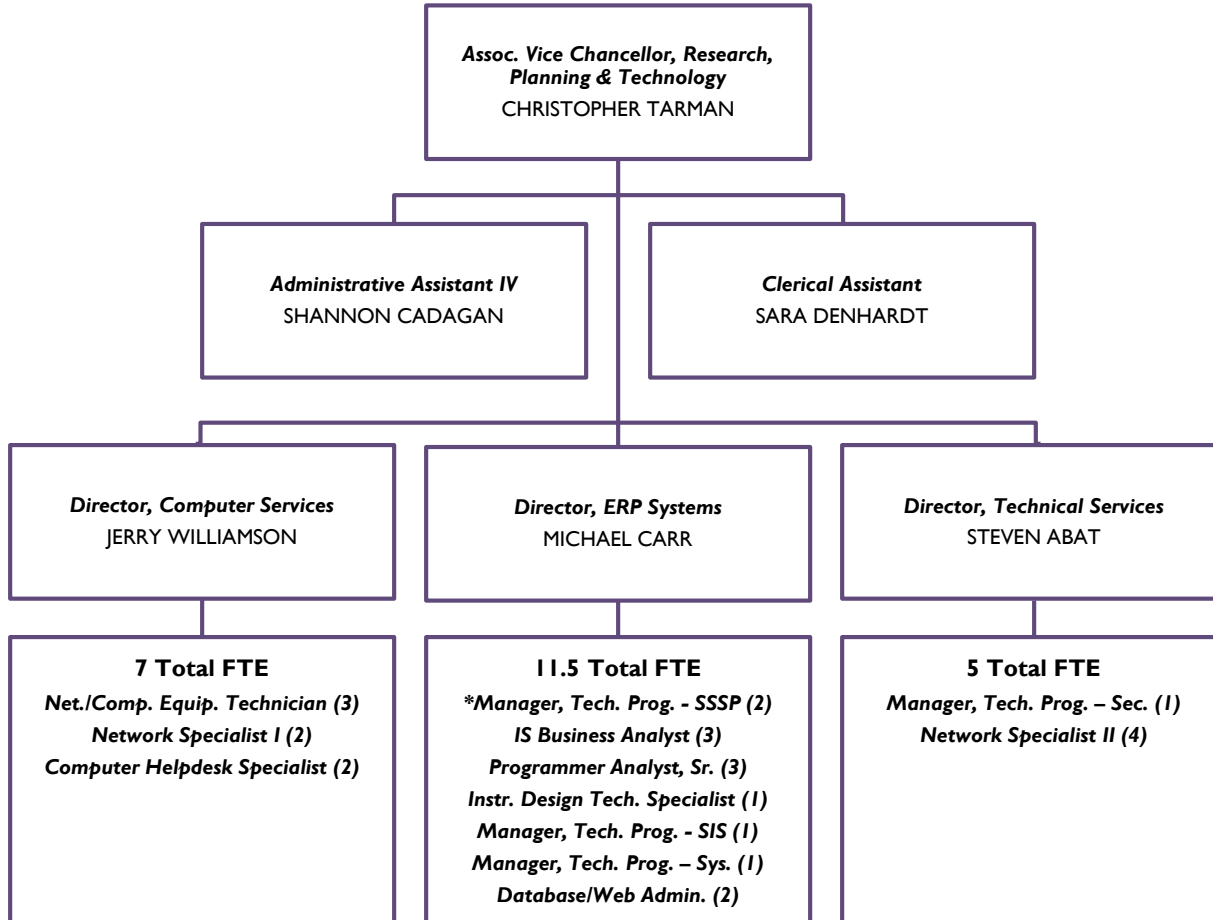 Assoc. Vice Chancellor, Research,
Planning & Technology
CHRISTOPHER TARMAN
Administrative Assistant IV
SHANNON CADAGAN
Clerical Assistant
SARA DENHARDT
Director, Computer Services
JERRY WILLIAMSON
Director, ERP Systems
MICHAEL CARR
Director, Technical Services
STEVEN ABAT
7 Total FTE
Net./Comp. Equip. Technician (3)
Network Specialist I (2)
Computer Helpdesk Specialist (2)
11.5 Total FTE
*Manager, Tech. Prog. - SSSP (2)
IS Business Analyst (3)
Programmer Analyst, Sr. (3)
Instr. Design Tech. Specialist (1)
Manager, Tech. Prog. - SIS (1)
Manager, Tech. Prog. – Sys. (1)
Database/Web Admin. (2)
5 Total FTE
Manager, Tech. Prog. – Sec. (1)
Network Specialist II (4)